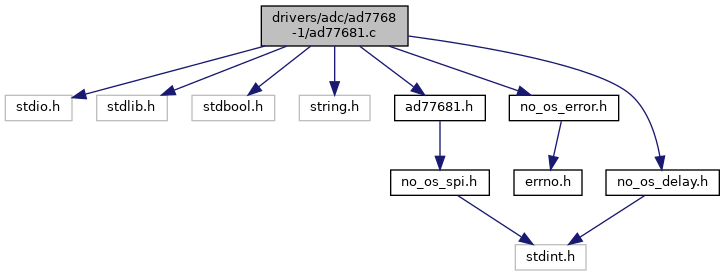 drivers/adc/ad7768
-1/ad77681.c
stdio.h
stdlib.h
stdbool.h
string.h
ad77681.h
no_os_error.h
no_os_spi.h
errno.h
no_os_delay.h
stdint.h